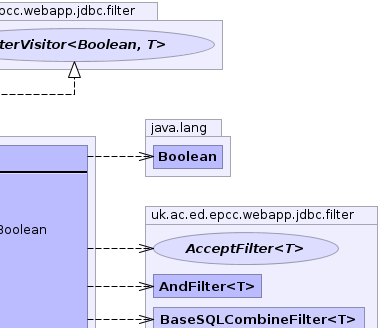 epcc.webapp.jdbc.filter
terVisitor<Boolean, T>
java.lang
Boolean
Boolean
uk.ac.ed.epcc.webapp.jdbc.filter
AcceptFilter<T>
AndFilter<T>
BaseSQLCombineFilter<T>